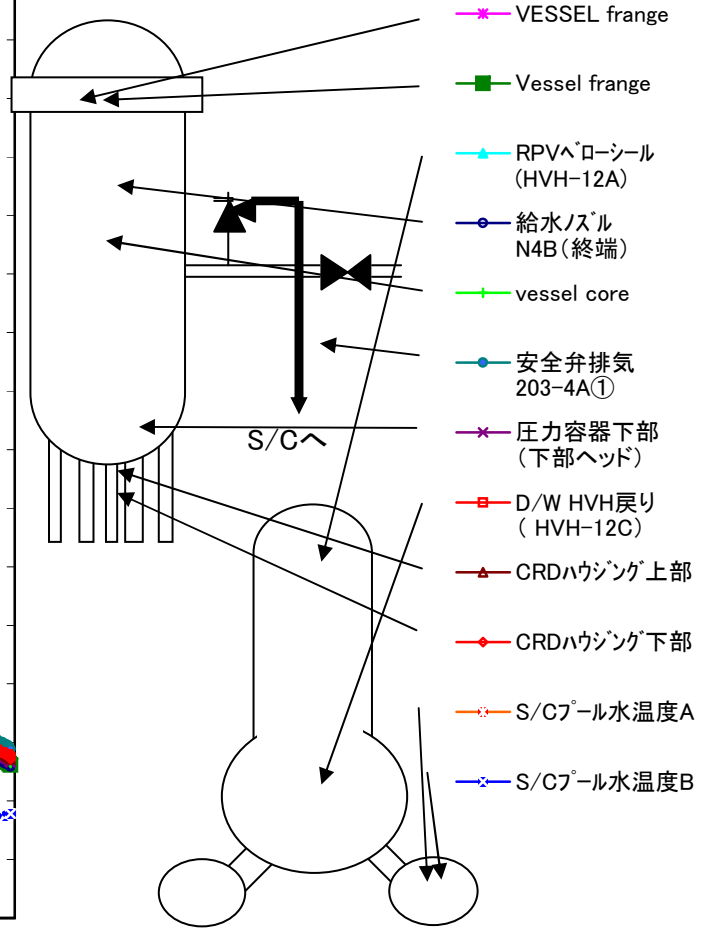 VESSEL frange
Vessel frange
RPVﾍﾞﾛｰｼｰﾙ
(HVH-12A)
給水ﾉｽﾞﾙ
N4B(終端)
vessel core
安全弁排気
203-4A①
圧力容器下部
(下部ヘッド)
D/W HVH戻り
( HVH-12C)
CRDﾊｳｼﾞﾝｸﾞ上部
CRDﾊｳｼﾞﾝｸﾞ下部
S/Cﾌﾟｰﾙ水温度A
S/Cﾌﾟｰﾙ水温度B
S/Cへ